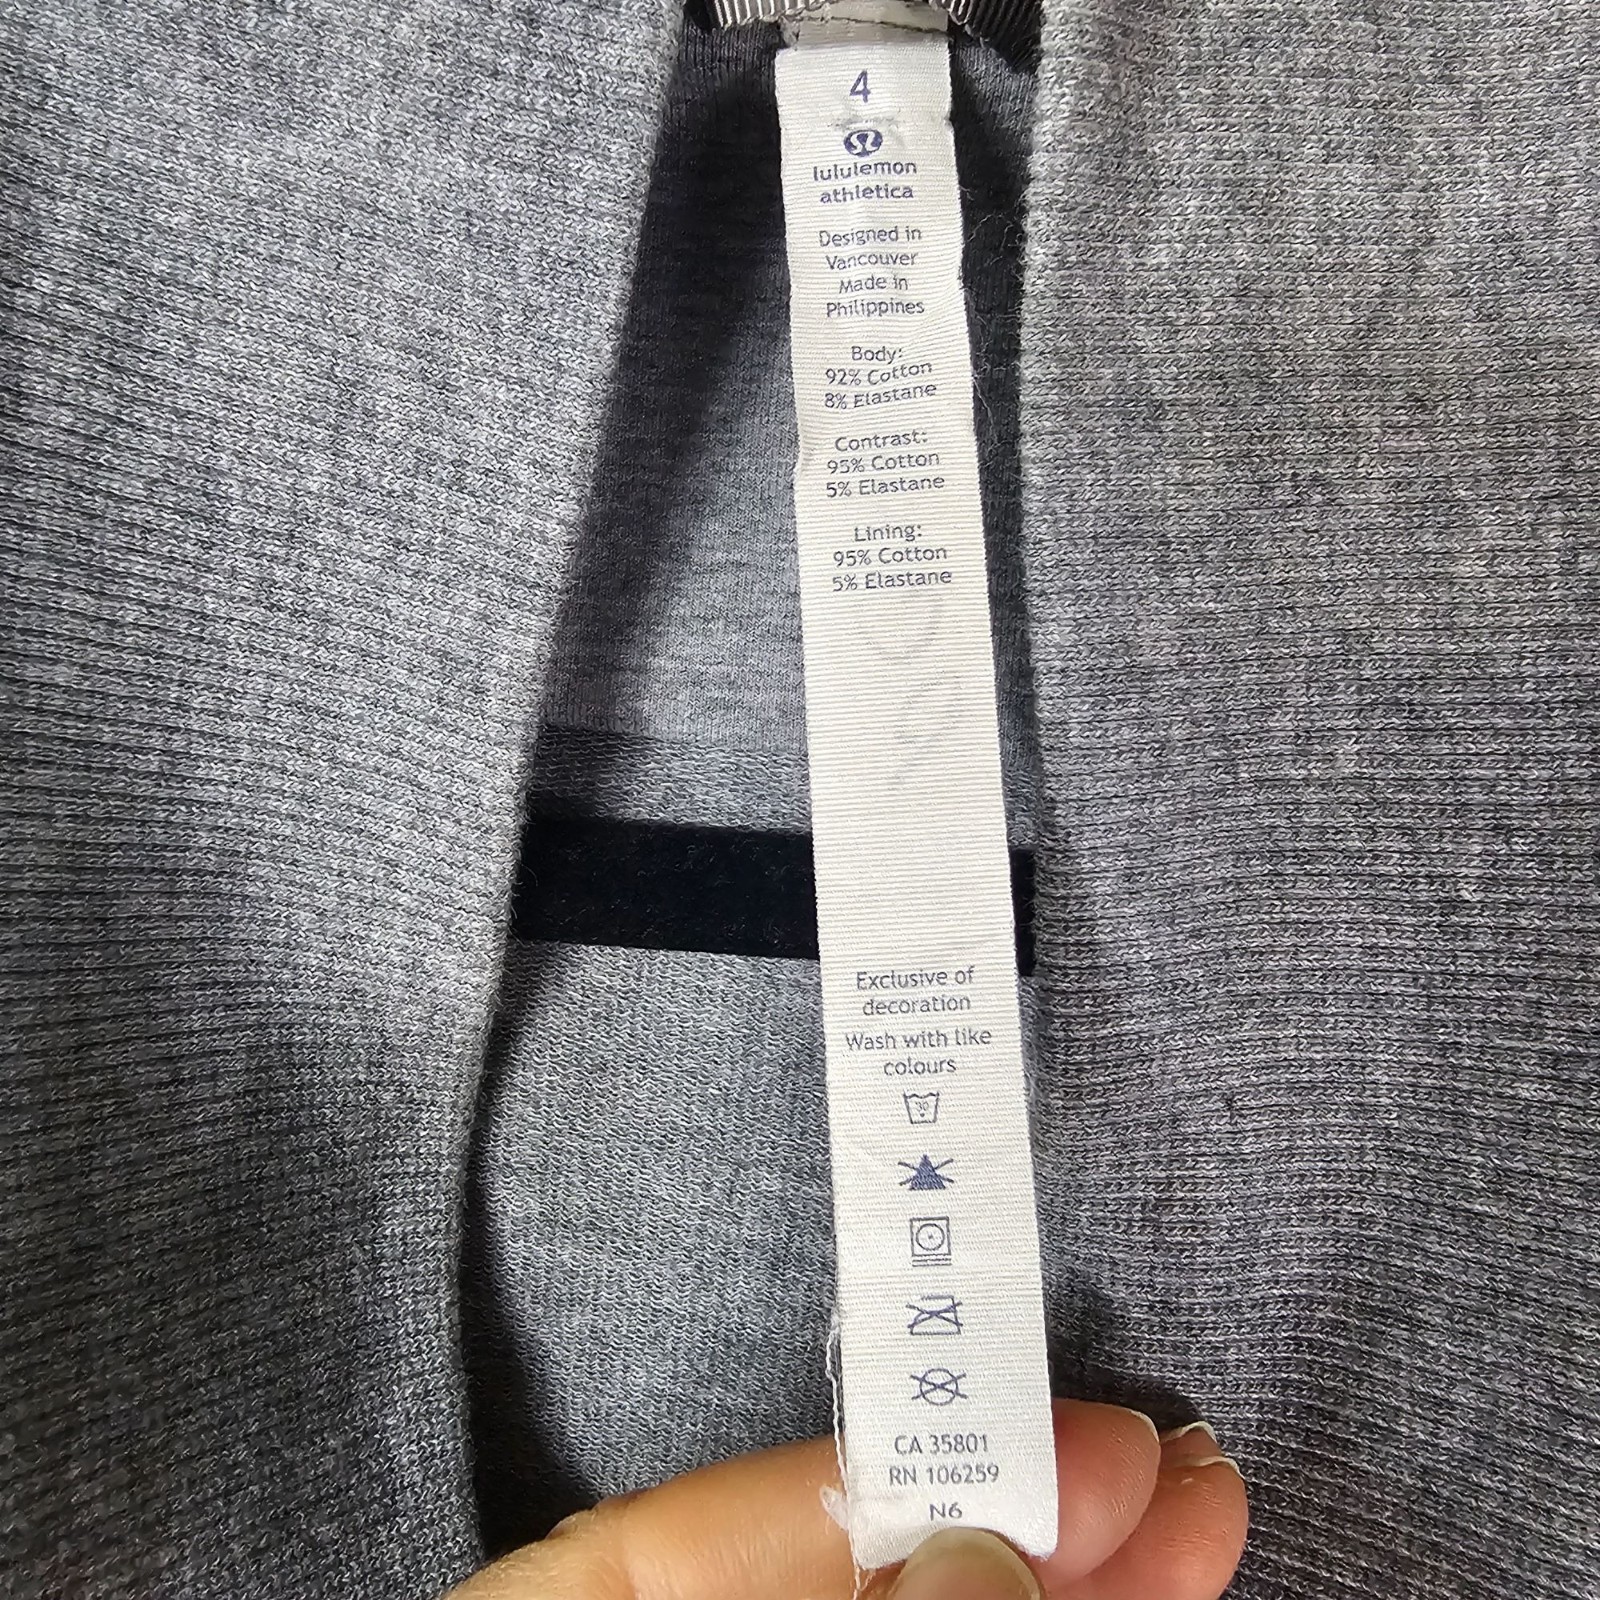 4
lululemon
athletica
Designed in
Vancouver
Made in
Philippines
Body:
92% Cotton
8% Elastane
Contrast:
95% Cotton
5% Elastane
Lining:
95% Cotton
5% Elastane
Exclusive of
decoration
Wash with like
colours
30
CA 35801
RN 106259
N6